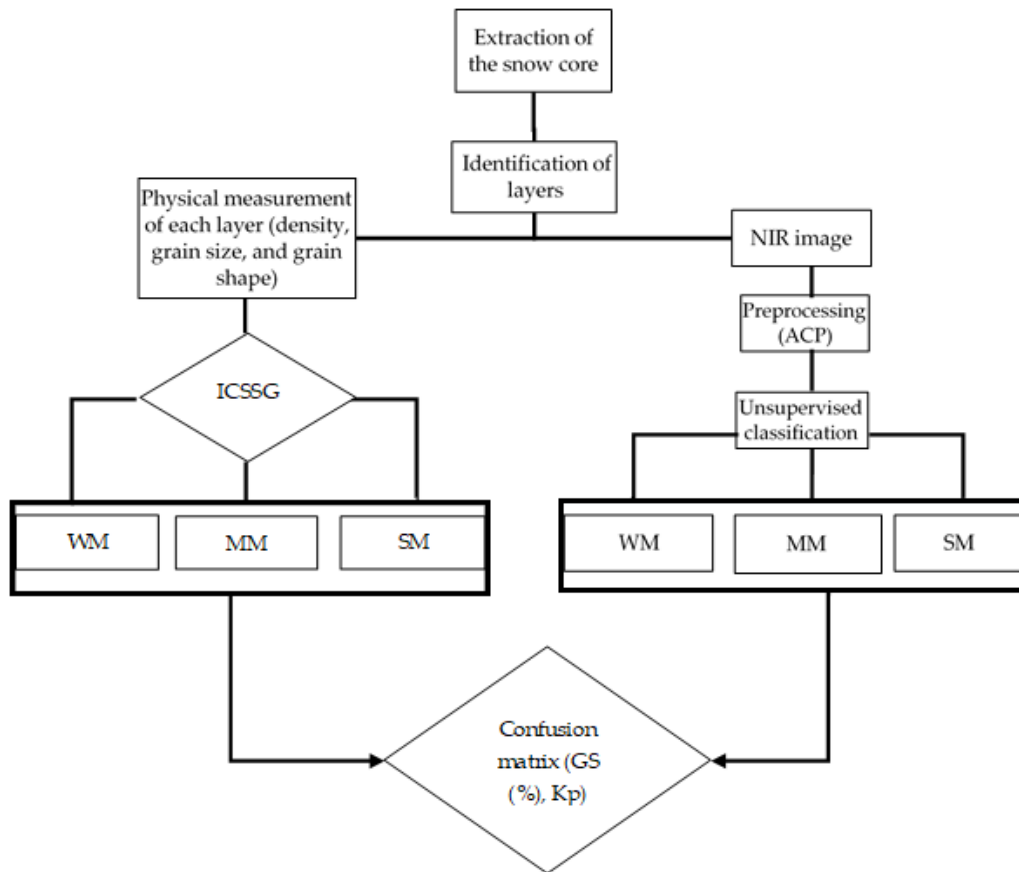 Extraction of
the snow core
Identification of
layers
Physical measurement
of each layer (density,
grain size, and grain
shape)
NIR image
Preprocessing
(ACP)
ICSSG
Unsupervised
classification
WM
MM
SM
WM
MM
SM
Confusion
matrix (GS
(%), Kp)